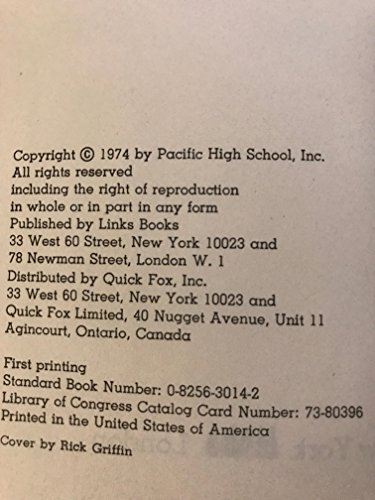 Copyright © 1974 by Pacific High School, Inc.
All rights reserved
including the right of reproduction
in whole or in part in any form
Published by Links Books
33 West 60 Street, New York 10023 and
78 Newman Street, London W. 1
Distributed by Quick Fox, Inc.
33 West 60 Street, New York 10023 and
Quick Fox Limited, 40 Nugget Avenue, Unit 11
Agincourt, Ontario, Canada
First printing
Standard Book Number: 0-8256-3014-2
Library of Congress Catalog Card Number: 73-80396
Printed in the United States of America
Cover by Rick Griffin